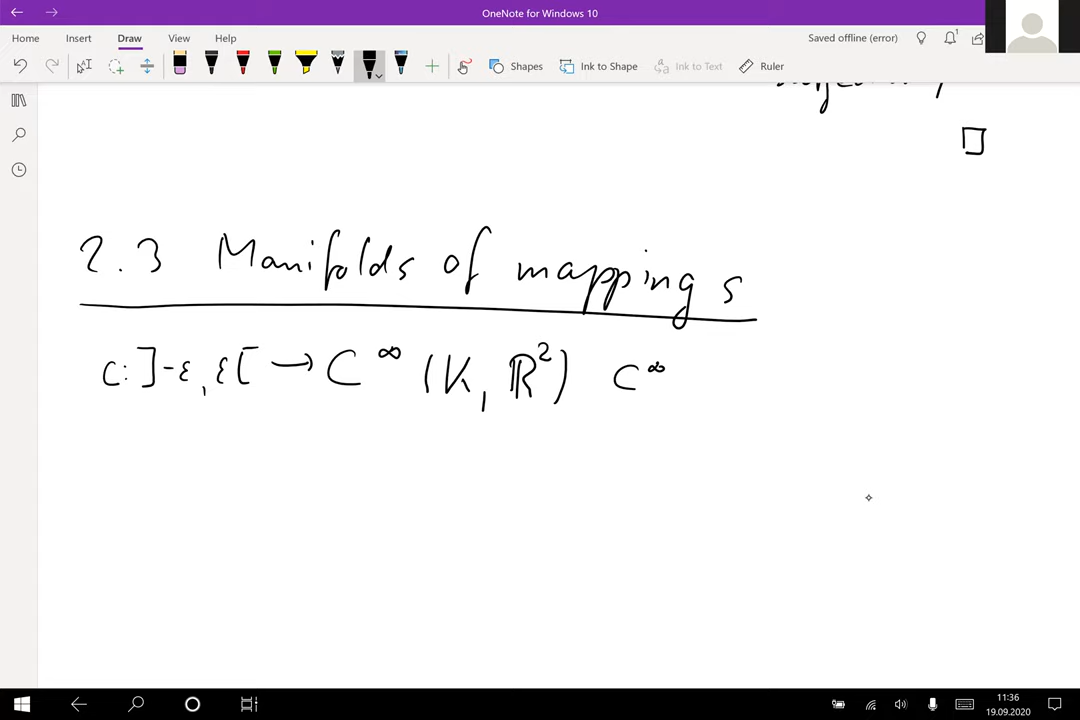 OneNote for Windows 10
Home Insert Draw View Help Saved offline (error) 1
Shapes Ink to Shape Ink to Text Ruler
2.3 Manifolds of mappings
c: ]-ε, ε[ → C^∞ (K, ℝ²) C^∞
11:36
19.09.2020